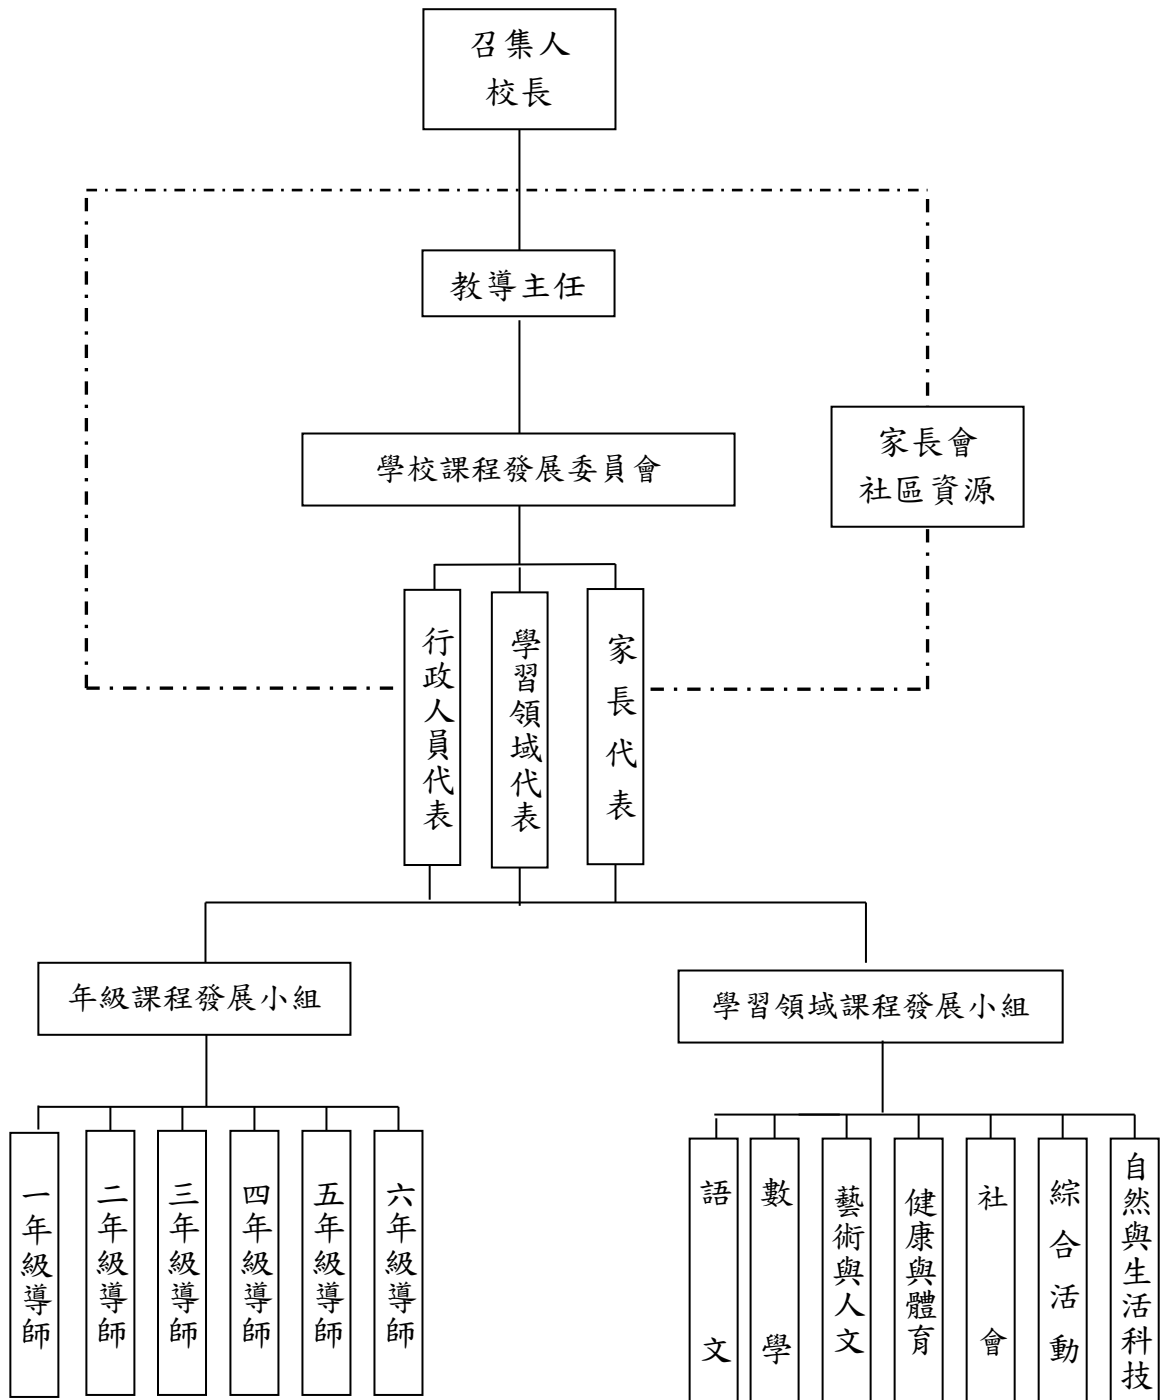 召集人
校長
教導主任
學校課程發展委員會
家長會
社區資源
行政人員代表
學習領域代表
家長代表
年級課程發展小組
學習領域課程發展小組
一年級導師
二年級導師
三年級導師
四年級導師
五年級導師
六年級導師
語文
數學
藝術與人文
健康與體育
社會
綜合活動
自然與生活科技